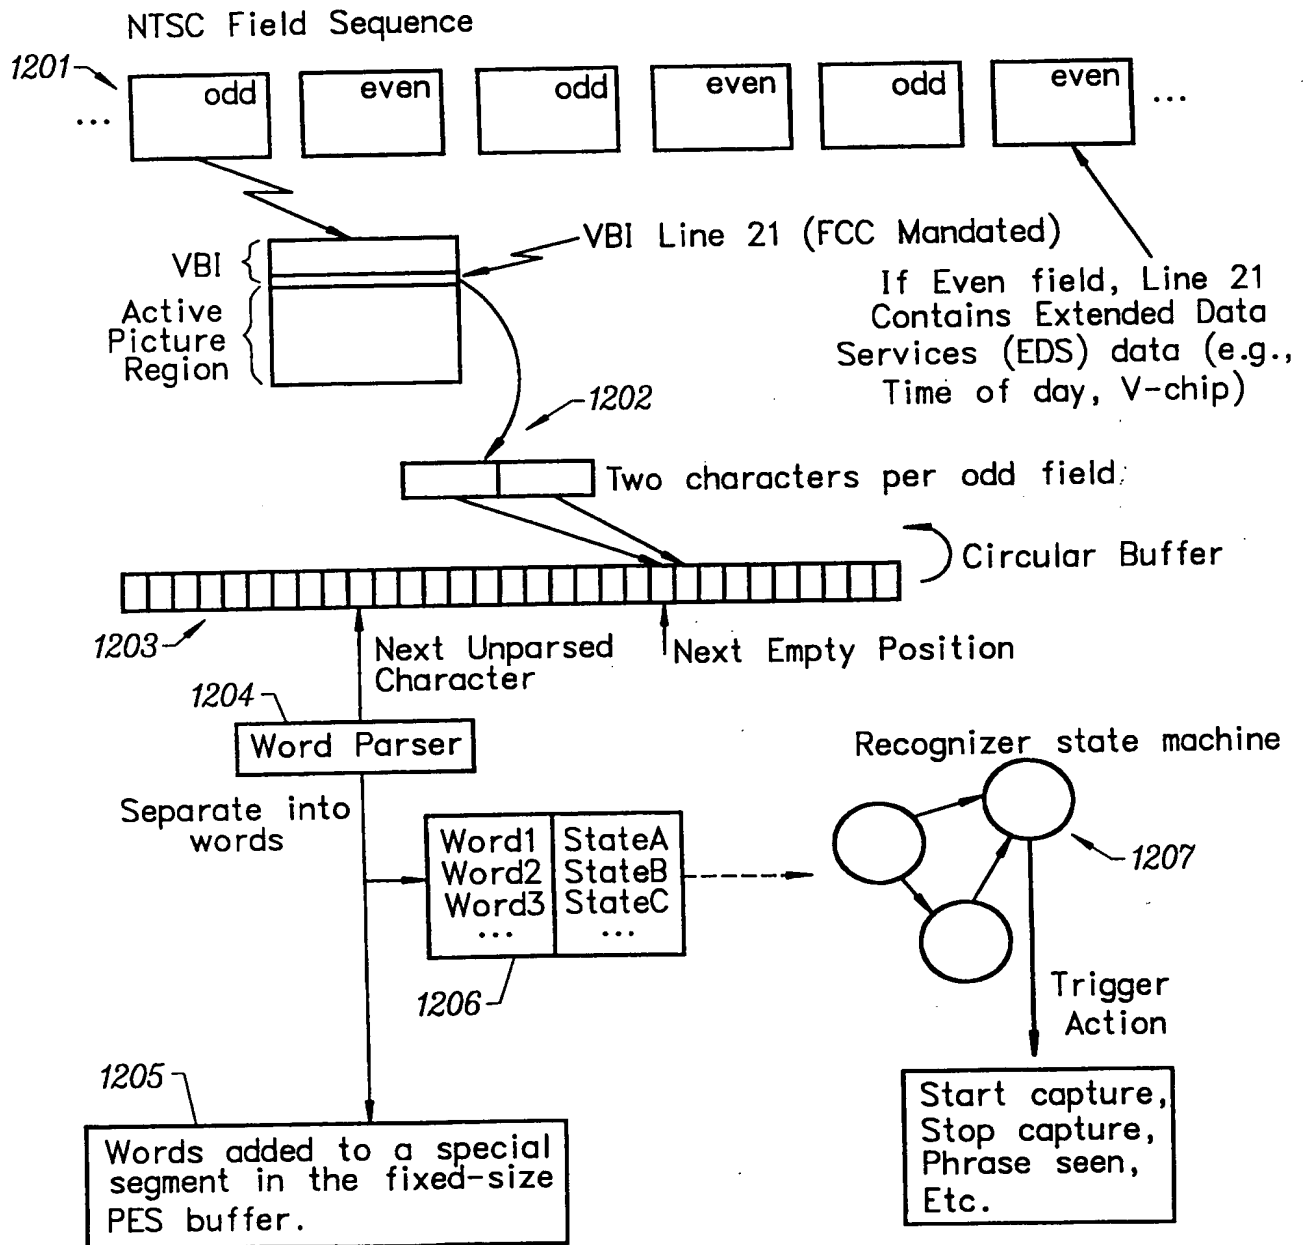 NTSC Field Sequence
1201
... odd even odd even odd even ...
VBI
VBI Line 21 (FCC Mandated)
Active
Picture
Region
If Even field, Line 21
Contains Extended Data
Services (EDS) data (e.g.,
Time of day, V-chip)
1202
Two characters per odd field
Circular Buffer
1203
Next Unparsed
Character
Next Empty Position
1204
Word Parser
Separate into
words
Word1 StateA
Word2 StateB
Word3 StateC
... ...
1206
Recognizer state machine
1207
Trigger
Action
1205
Words added to a special
segment in the fixed-size
PES buffer.
Start capture,
Stop capture,
Phrase seen,
Etc.